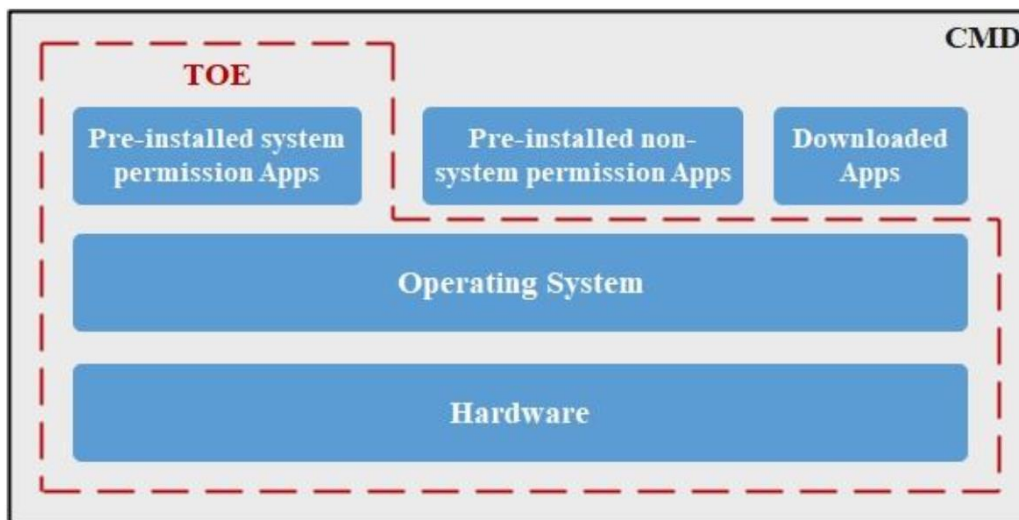 CMD
TOE
Pre-installed system
permission Apps
Pre-installed non-
system permission Apps
Downloaded
Apps
Operating System
Hardware